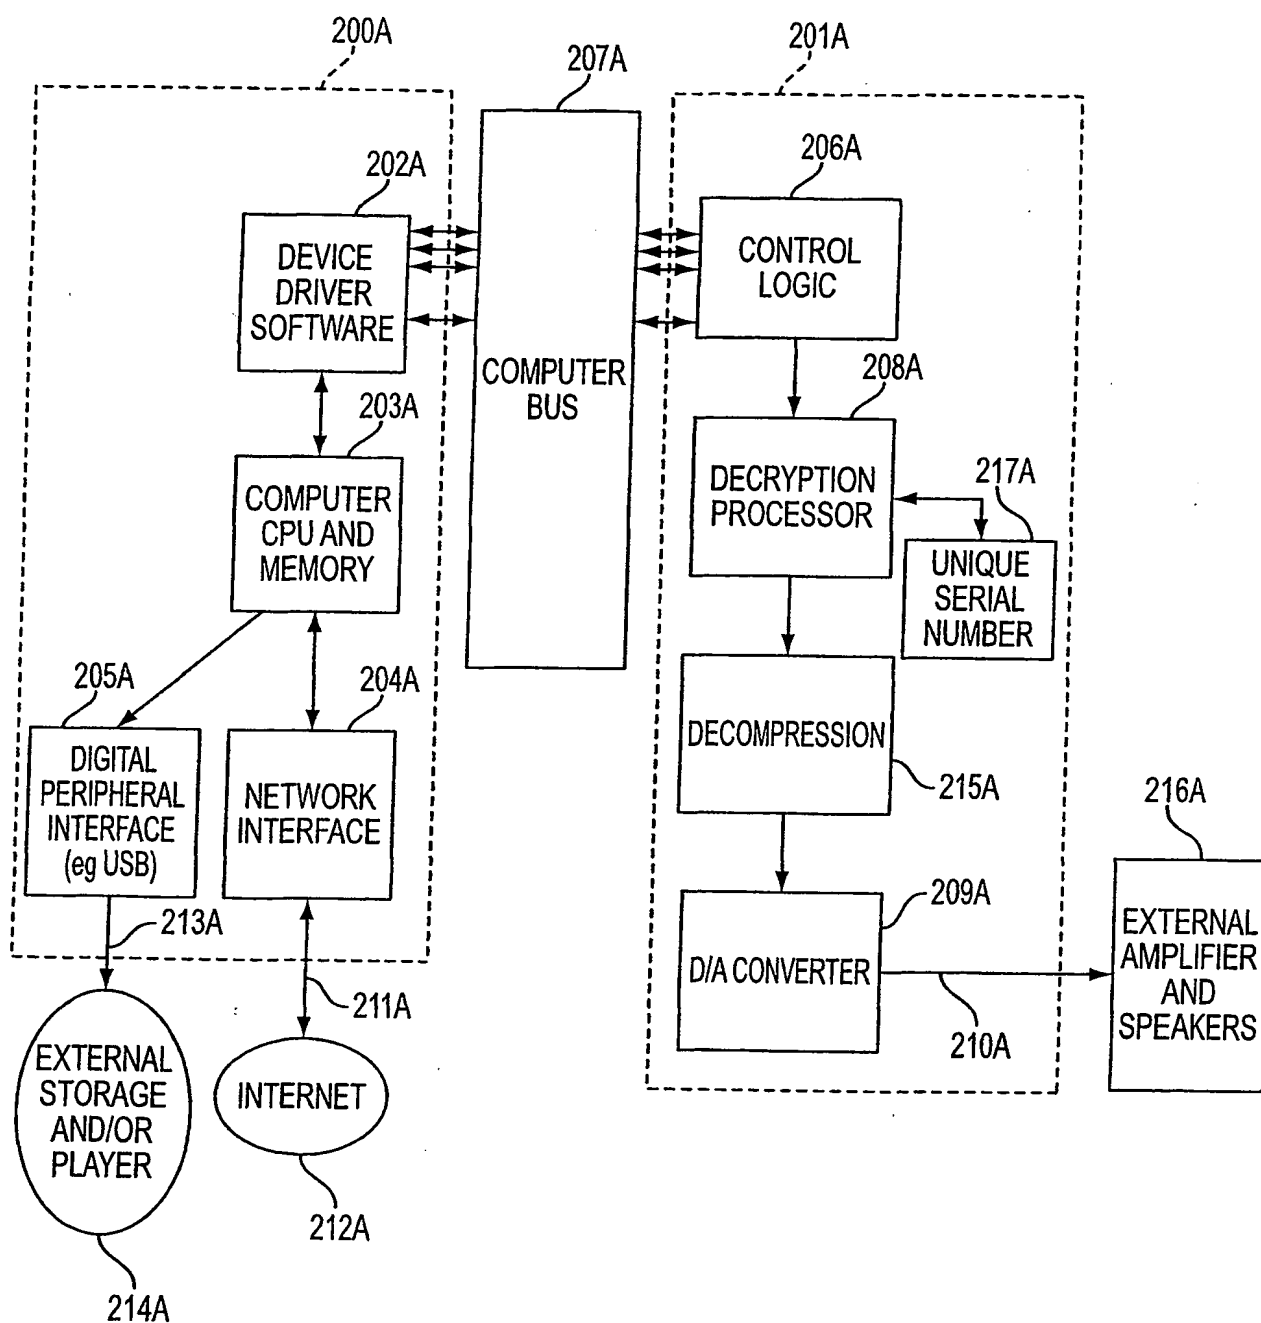 200A
207A
201A
202A
206A
DEVICE
DRIVER
SOFTWARE
CONTROL
LOGIC
COMPUTER
BUS
203A
208A
COMPUTER
CPU AND
MEMORY
DECRYPTION
PROCESSOR
217A
UNIQUE
SERIAL
NUMBER
205A
204A
DIGITAL
PERIPHERAL
INTERFACE
(eg USB)
NETWORK
INTERFACE
DECOMPRESSION
215A
216A
213A
211A
209A
D/A CONVERTER
210A
EXTERNAL
AMPLIFIER
AND
SPEAKERS
EXTERNAL
STORAGE
AND/OR
PLAYER
INTERNET
212A
214A